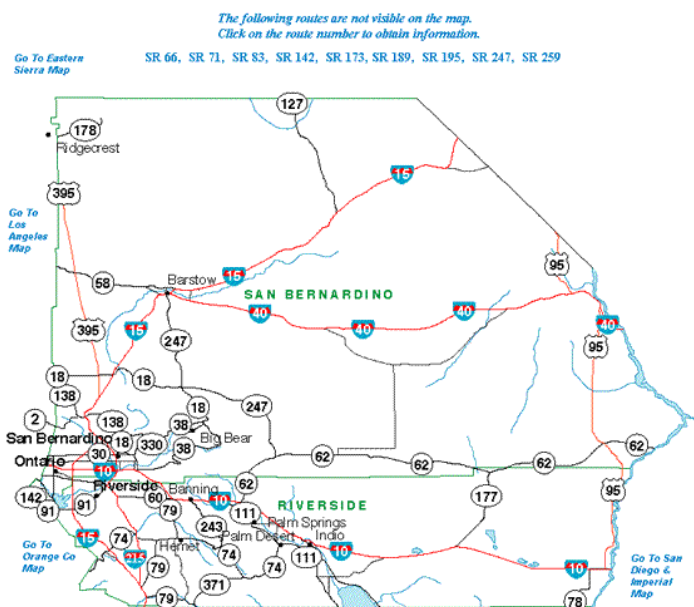 The following routes are not visible on the map.
Click on the route number to obtain information.
Go To Eastern
Sierra Map
SR 66, SR 71, SR 83, SR 142, SR 173, SR 189, SR 195, SR 247, SR 259
127
178
Ridgecrest
15
395
Go To
Los
Angeles
Map
95
15
58
Barstow
SAN BERNARDINO
40
40
40
40
395
15
247
95
18
18
138
18
247
2
138
38
San Bernardino
18
330
Big Bear
38
62
30
62
62
62
Ontario
10
62
Riverside
60
Banning
10
RIVERSIDE
177
95
142
91
91
79
111
243
Palm Springs
Indio
15
74
Hemet
74
Palm Desert
111
10
Go To
Orange Co
Map
215
79
74
10
Go To San
Diego &
Imperial
Map
371
79
78